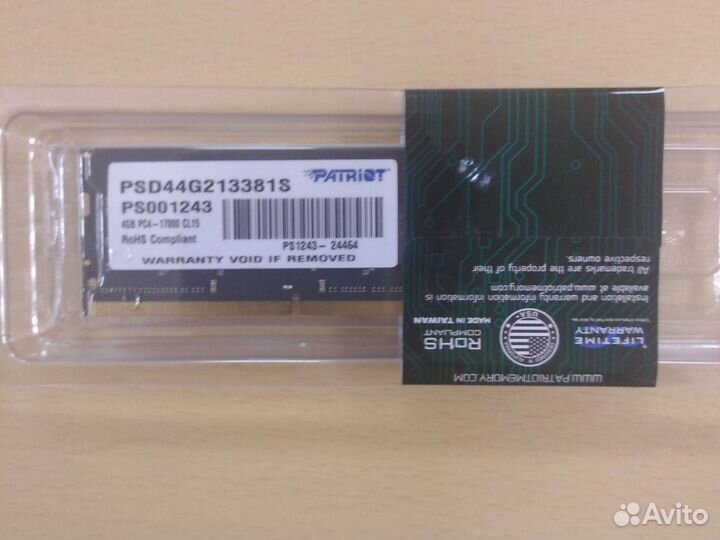 PATRIOT
PSD44G213381S
PS001243
4GB PC4-17000 CL15
RoHS Compliant
PS1243-24464
WARRANTY VOID IF REMOVED
WWW.PATRIOTMEMORY.COM
LIFETIME
WARRANTY
USA
RoHS
COMPLIANT
MADE IN TAIWAN
Installation and warranty information is
available at www.patriotmemory.com
All trademarks are the property of their
respective owners.
Avito